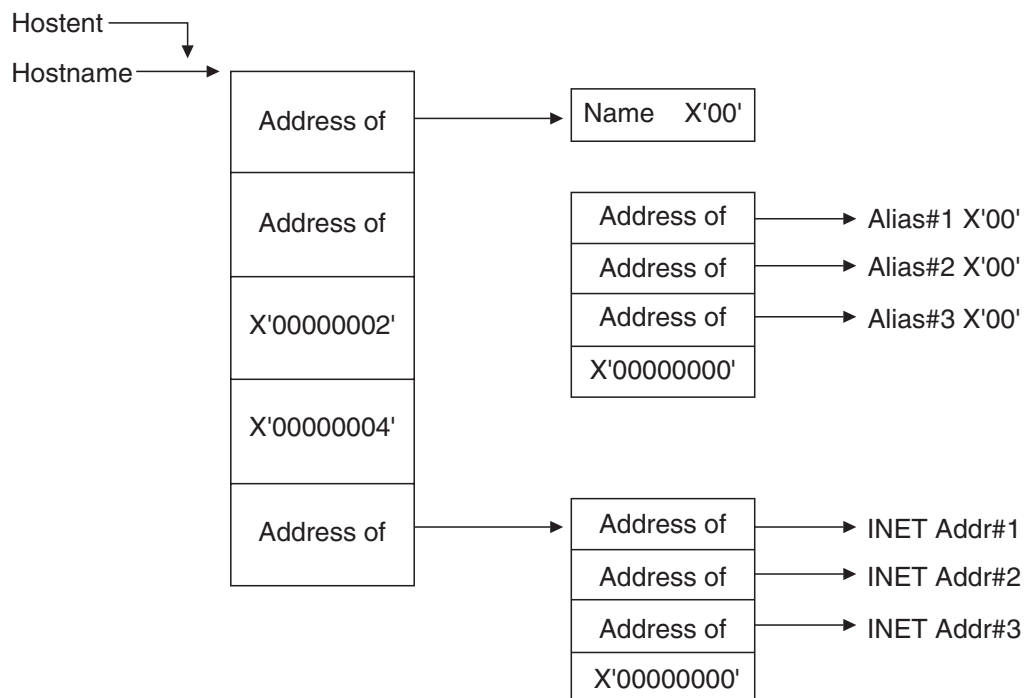 Hostent
Hostname
Address of
Name X'00'
Address of
Address of
Alias#1 X'00'
Address of
Alias#2 X'00'
X'00000002'
Address of
Alias#3 X'00'
X'00000000'
X'00000004'
Address of
Address of
INET Addr#1
Address of
INET Addr#2
Address of
INET Addr#3
X'00000000'